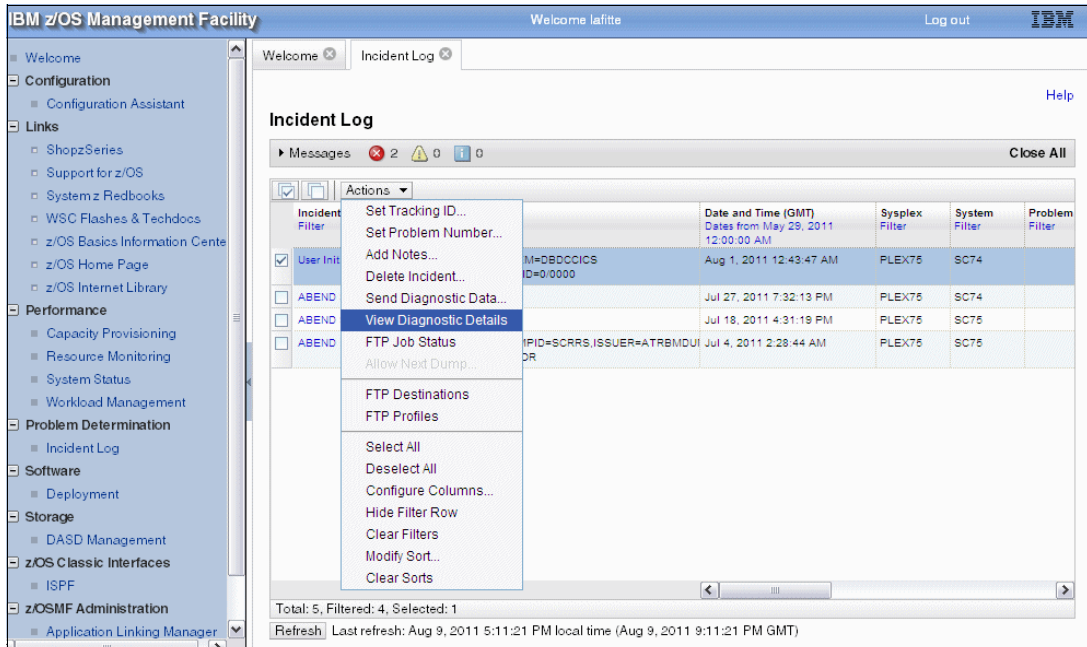 IBM z/OS Management Facility
Welcome lafitte
Log out
IBM
Welcome
Configuration
Configuration Assistant
Links
ShopzSeries
Support for z/OS
System z Redbooks
WSC Flashes & Techdocs
z/OS Basics Information Cente
z/OS Home Page
z/OS Internet Library
Performance
Capacity Provisioning
Resource Monitoring
System Status
Workload Management
Problem Determination
Incident Log
Software
Deployment
Storage
DASD Management
z/OS Classic Interfaces
ISPF
z/OSMF Administration
Application Linking Manager
Welcome
Incident Log
Help
Incident Log
Messages 2 0 0
Close All
Actions
Incident
Filter
Date and Time (GMT)
Dates from May 29, 2011
12:00:00 AM
Sysplex
Filter
System
Filter
Problem
Filter
User Init
EM=DBDCCICS
ID=0/0000
Aug 1, 2011 12:43:47 AM PLEX75 SC74
ABEND
Jul 27, 2011 7:32:13 PM PLEX75 SC74
ABEND
Jul 18, 2011 4:31:19 PM PLEX75 SC75
ABEND
MPID=SCRRS,ISSUER=ATRBMDUI
OR
Jul 4, 2011 2:28:44 AM PLEX75 SC75
Set Tracking ID...
Set Problem Number...
Add Notes...
Delete Incident...
Send Diagnostic Data...
View Diagnostic Details
FTP Job Status
Allow Next Dump...
FTP Destinations
FTP Profiles
Select All
Deselect All
Configure Columns...
Hide Filter Row
Clear Filters
Modify Sort...
Clear Sorts
Total: 5, Filtered: 4, Selected: 1
Refresh Last refresh: Aug 9, 2011 5:11:21 PM local time (Aug 9, 2011 9:11:21 PM GMT)